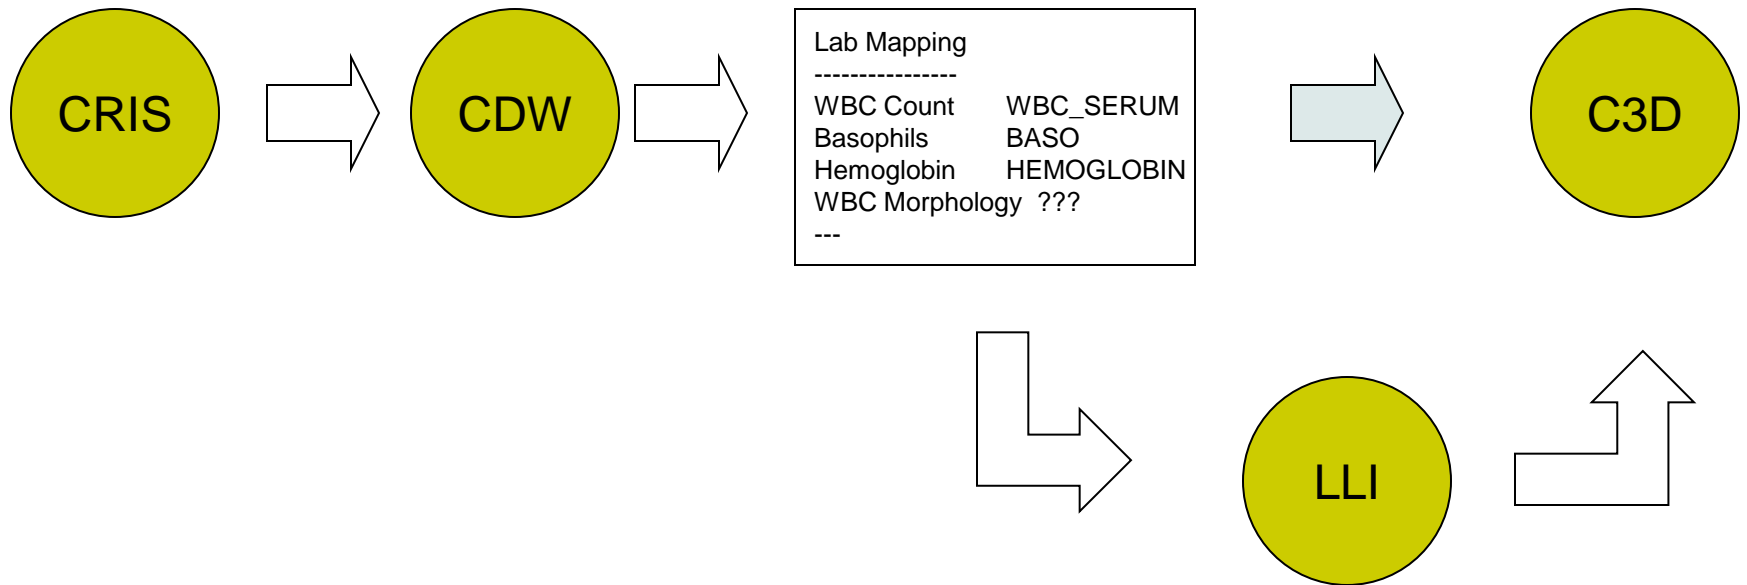 CRIS
CDW
Lab Mapping
----------------
WBC Count WBC_SERUM
Basophils BASO
Hemoglobin HEMOGLOBIN
WBC Morphology ???
---
C3D
LLI